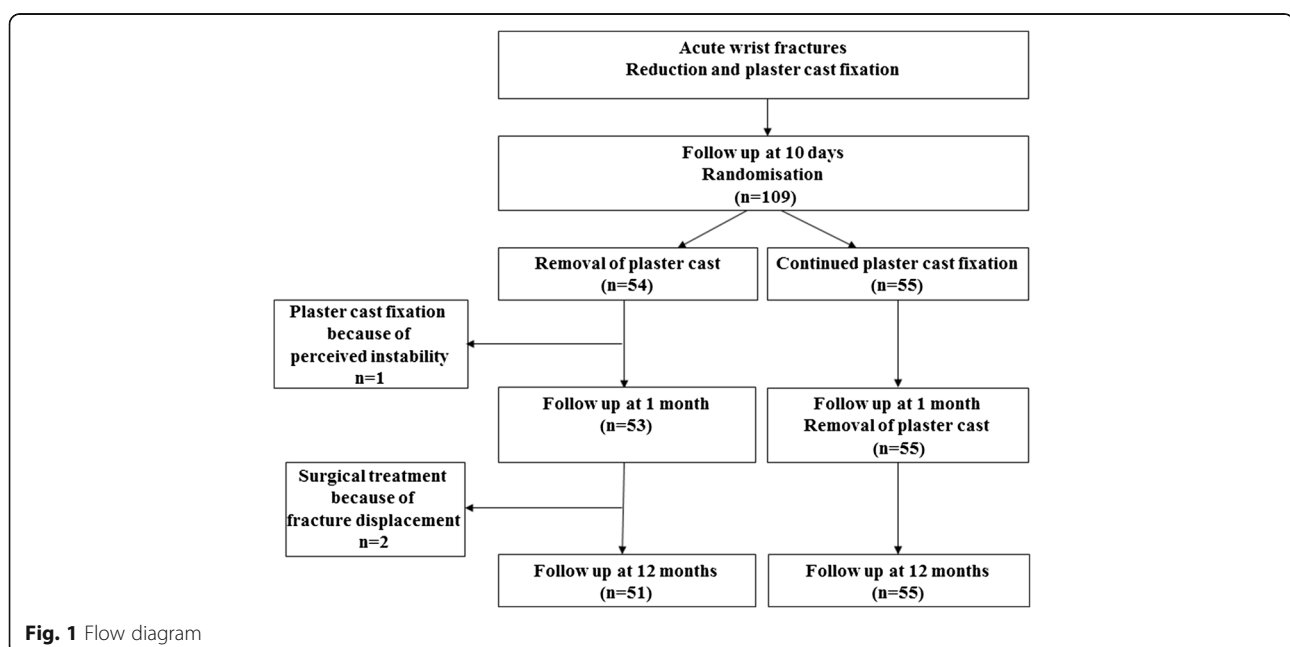 Acute wrist fractures
Reduction and plaster cast fixation
Follow up at 10 days
Randomisation
(n=109)
Removal of plaster cast
(n=54)
Continued plaster cast fixation
(n=55)
Plaster cast fixation
because of
perceived instability
n=1
Follow up at 1 month
(n=53)
Follow up at 1 month
Removal of plaster cast
(n=55)
Surgical treatment
because of
fracture displacement
n=2
Follow up at 12 months
(n=51)
Follow up at 12 months
(n=55)
Fig. 1 Flow diagram